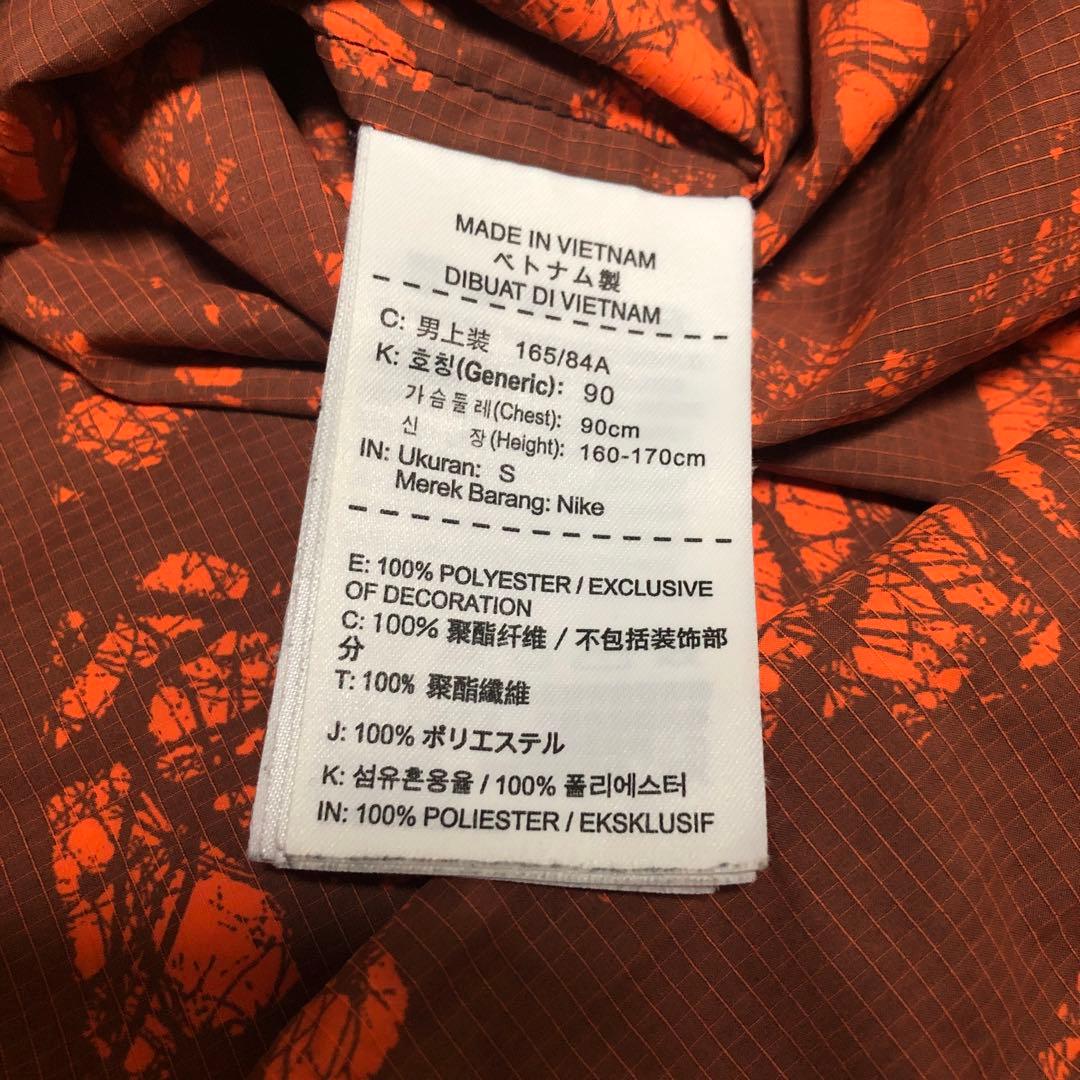 MADE IN VIETNAM
ベトナム製
DIBUAT DI VIETNAM
C: 男上装 165/84A
K: 호칭(Generic): 90
가슴둘레(Chest): 90cm
신 장(Height): 160-170cm
IN: Ukuran: S
Merek Barang: Nike
E: 100% POLYESTER / EXCLUSIVE
OF DECORATION
C: 100% 聚酯纤维 / 不包括装饰部
分
T: 100% 聚酯纖維
J: 100% ポリエステル
K: 섬유혼용율 / 100% 폴리에스터
IN: 100% POLIESTER / EKSKLUSIF